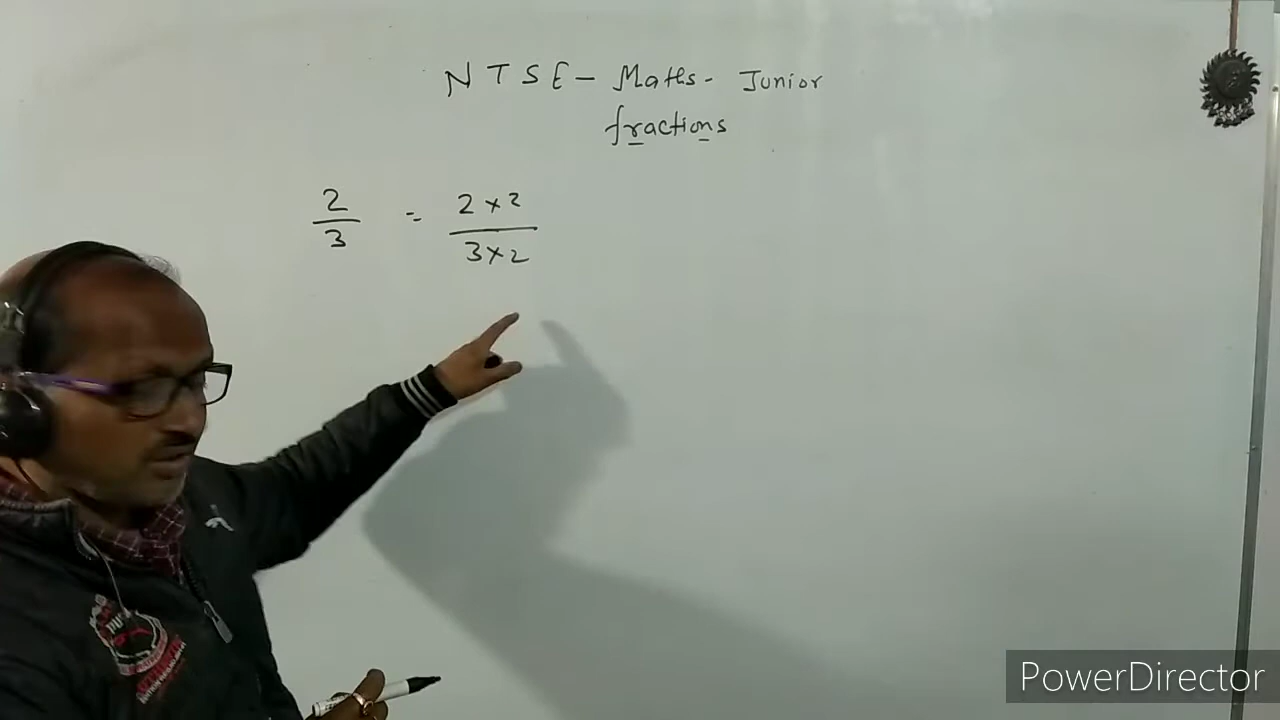 NTSE - Maths - Junior
fractions
2/3 = 2 × 2 / 3 × 2
PowerDirector